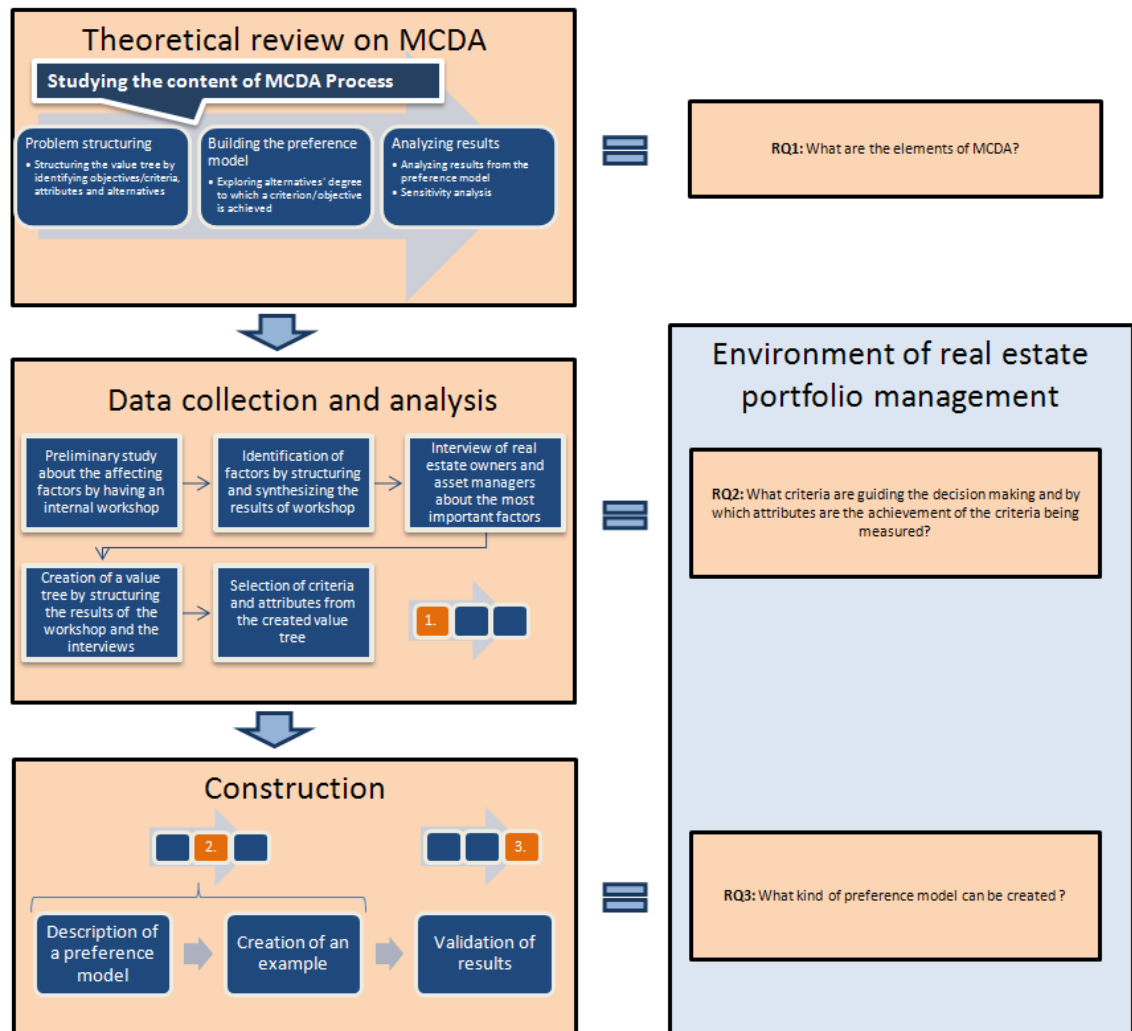 Theoretical review on MCDA
Studying the content of MCDA Process
Problem structuring
• Structuring the value tree by
identifying objectives/criteria,
attributes and alternatives
Building the preference
model
• Exploring alternatives' degree
to which a criterion/objective
is achieved
Analyzing results
• Analyzing results from the
preference model
• Sensitivity analysis
RQ1: What are the elements of MCDA?
Data collection and analysis
Preliminary study
about the affecting
factors by having an
internal workshop
Identification of
factors by structuring
and synthesizing the
results of workshop
Interview of real
estate owners and
asset managers
about the most
important factors
Creation of a value
tree by structuring
the results of the
workshop and the
interviews
Selection of criteria
and attributes from
the created value
tree
1.
Environment of real estate
portfolio management
RQ2: What criteria are guiding the decision making and by
which attributes are the achievement of the criteria being
measured?
Construction
2.
3.
Description of
a preference
model
Creation of an
example
Validation of
results
RQ3: What kind of preference model can be created ?